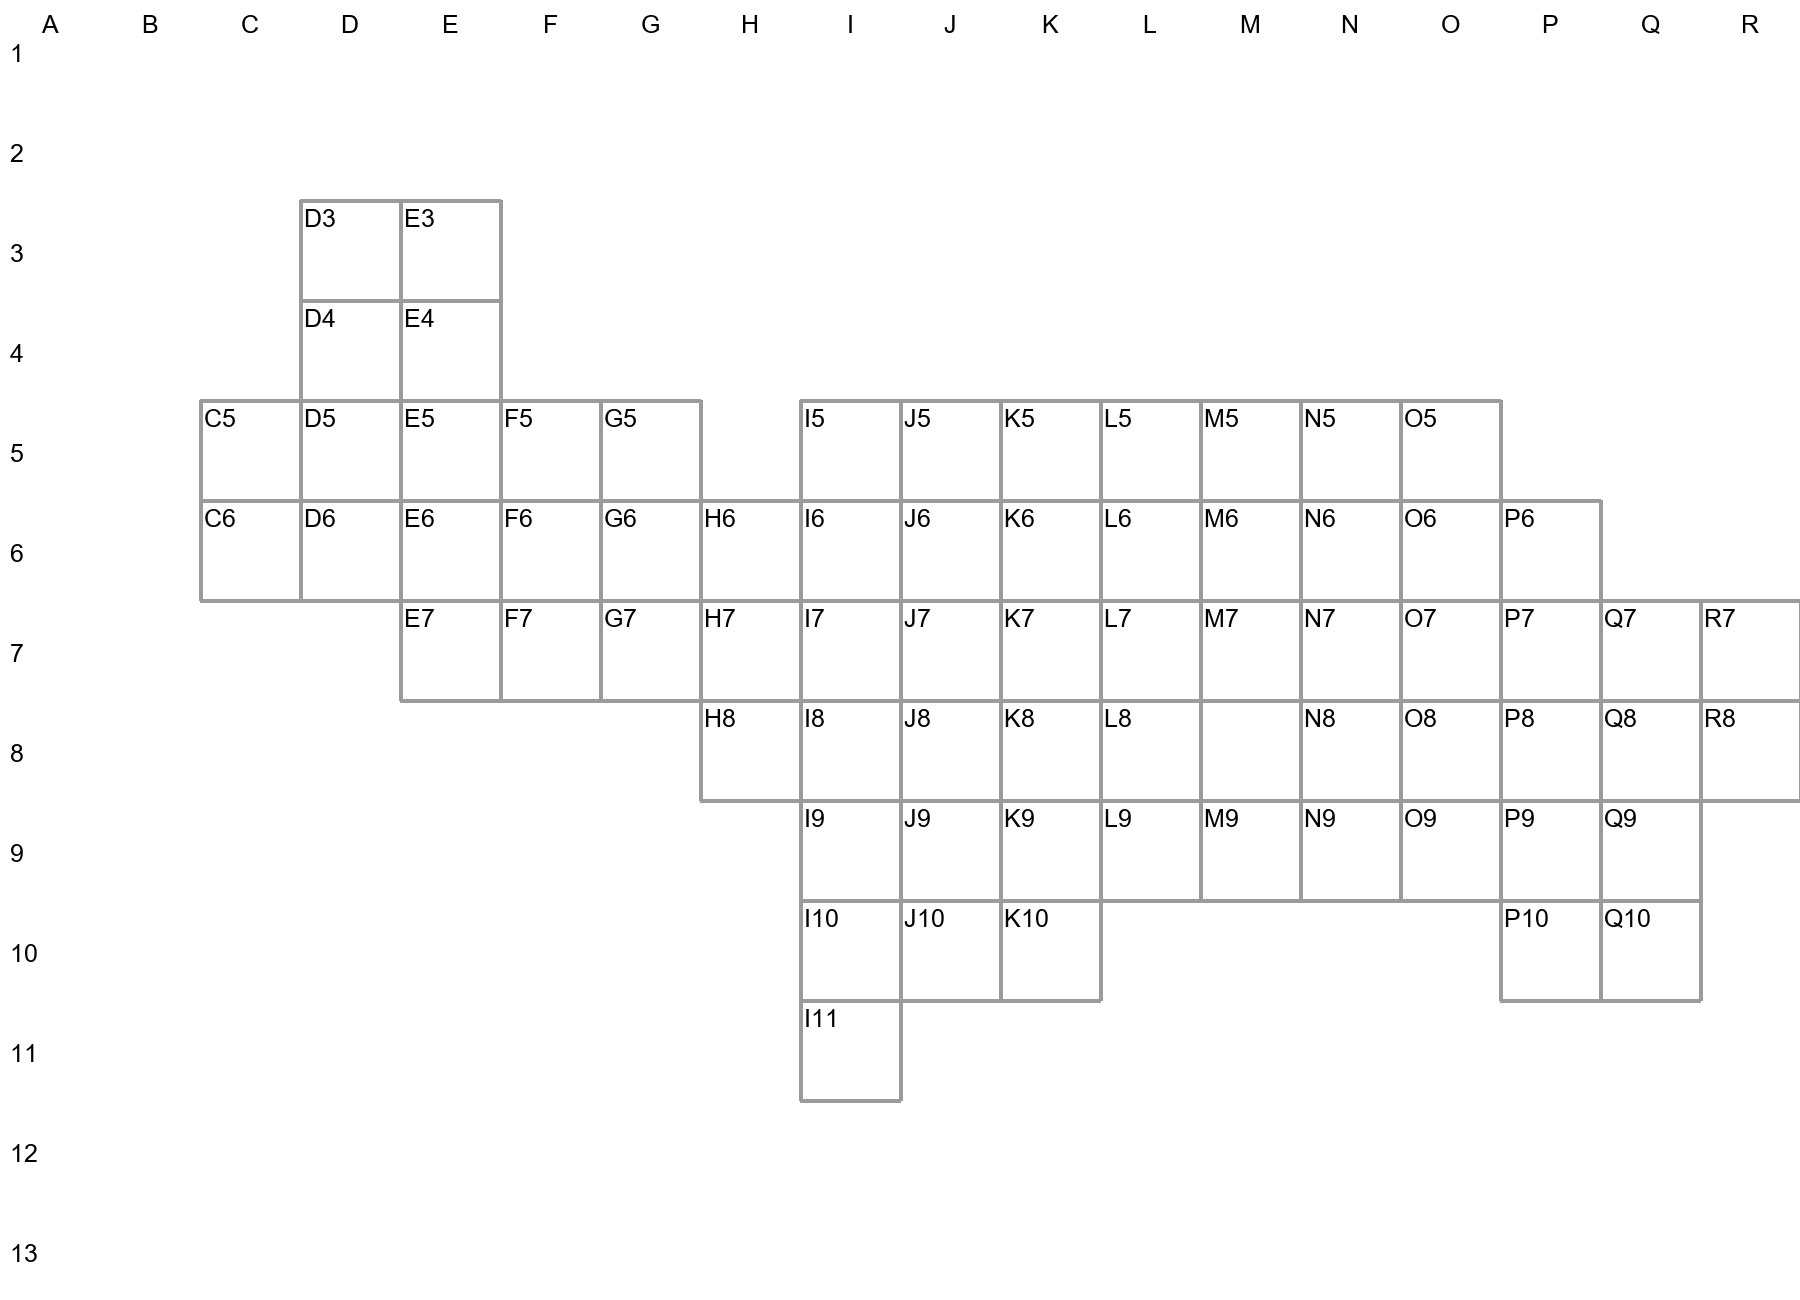 A B C D E F G H I J K L M N O P Q R
1
2
D3 E3
3
D4 E4
4
C5 D5 E5 F5 G5 I5 J5 K5 L5 M5 N5 O5
5
C6 D6 E6 F6 G6 H6 I6 J6 K6 L6 M6 N6 O6 P6
6
E7 F7 G7 H7 I7 J7 K7 L7 M7 N7 O7 P7 Q7 R7
7
H8 I8 J8 K8 L8 N8 O8 P8 Q8 R8
8
I9 J9 K9 L9 M9 N9 O9 P9 Q9
9
I10 J10 K10 P10 Q10
10
I11
11
12
13